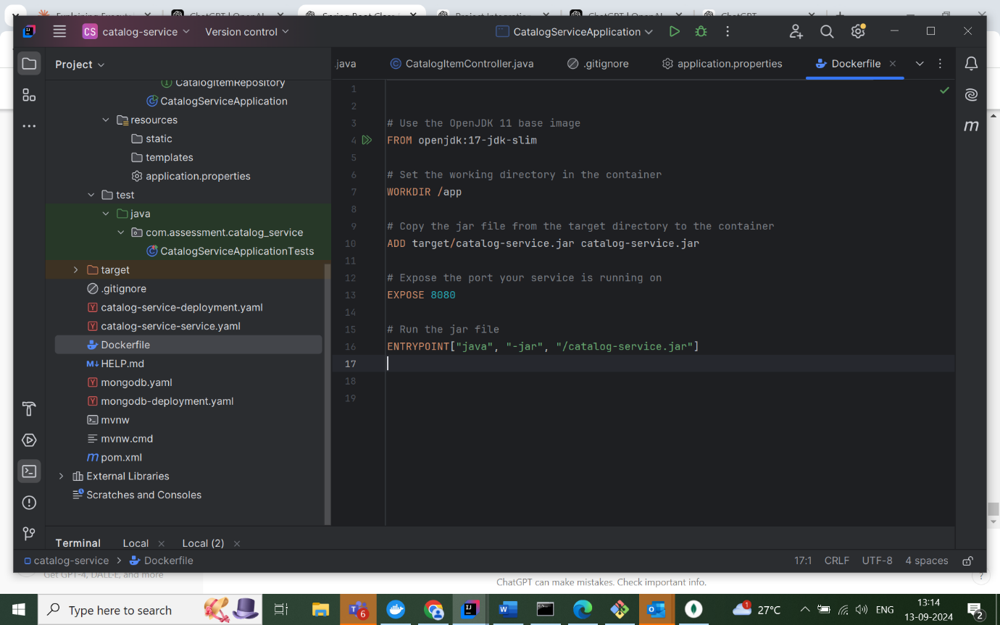 Explaining Execut
ChatGPT | OpenAI
Spring Boot Class
Project Integratio
ChatGPT | OpenAI
ChatGPT
CS catalog-service
Version control
CatalogServiceApplication
Project
.java
CatalogItemController.java
.gitignore
application.properties
Dockerfile
CatalogItemRepository
CatalogServiceApplication
resources
static
templates
application.properties
test
java
com.assessment.catalog_service
CatalogServiceApplicationTests
target
.gitignore
catalog-service-deployment.yaml
catalog-service-service.yaml
Dockerfile
HELP.md
mongodb.yaml
mongodb-deployment.yaml
mvnw
mvnw.cmd
pom.xml
External Libraries
Scratches and Consoles
1
2
3 # Use the OpenJDK 11 base image
4 FROM openjdk:17-jdk-slim
5
6 # Set the working directory in the container
7 WORKDIR /app
8
9 # Copy the jar file from the target directory to the container
10 ADD target/catalog-service.jar catalog-service.jar
11
12 # Expose the port your service is running on
13 EXPOSE 8080
14
15 # Run the jar file
16 ENTRYPOINT["java", "-jar", "/catalog-service.jar"]
17
18
19
Terminal Local Local (2)
catalog-service > Dockerfile
17:1 CRLF UTF-8 4 spaces
Get GPT-4, DALL·E, and more
ChatGPT can make mistakes. Check important info.
?
Type here to search
6
1
27°C
ENG
13:14
13-09-2024
2